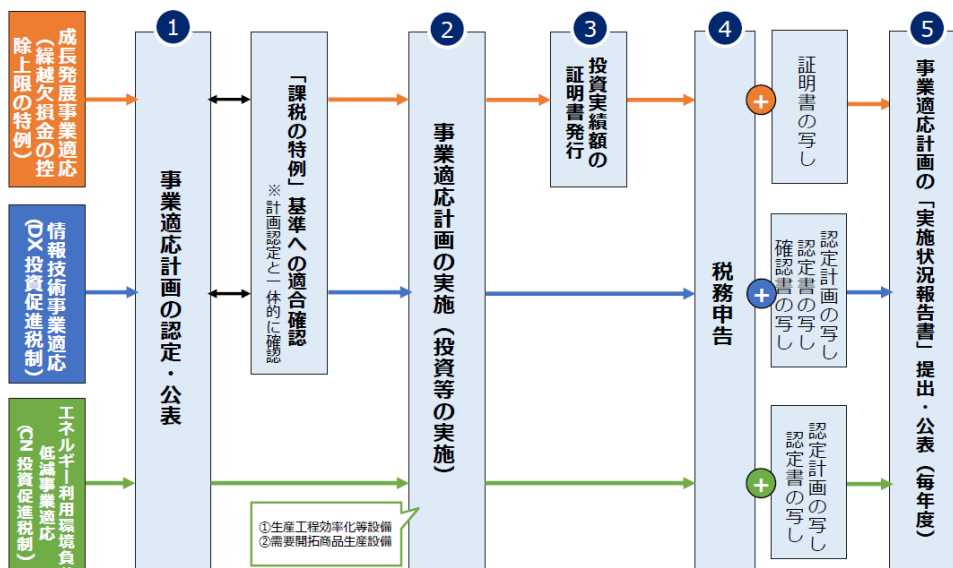 成長発展事業適応
（繰越欠損金の控
除上限の特例）
情報技術事業適応
（DX 投資促進税制）
エネルギー利用環境負
低減事業適応
（CN 投資促進税制）
1
事業適応計画の認定・公表
「課税の特例」基準への適合確認
※計画認定と一体的に確認
2
事業適応計画の実施（投資等の実施）
①生産工程効率化等設備
②需要開拓商品生産設備
3
投資実績額の
証明書発行
4
税務申告
+
証明書の写し
+
認定計画の写し
認定書の写し
確認書の写し
+
認定計画の写し
認定書の写し
5
事業適応計画の「実施状況報告書」提出・公表（毎年度）